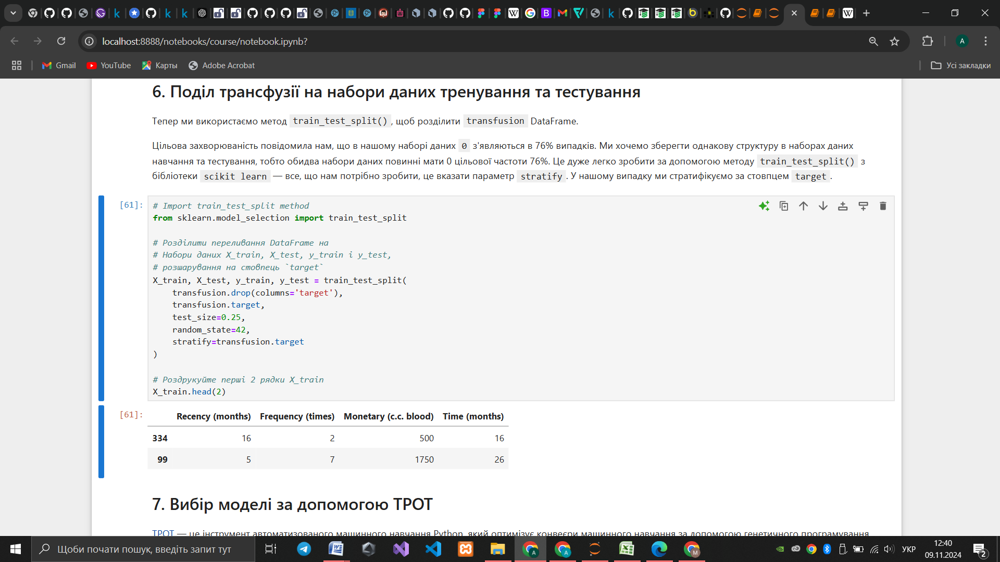 localhost:8888/notebooks/course/notebook.ipynb?
A
Gmail
YouTube
Карты
Adobe Acrobat
Усі закладки
6. Поділ трансфузії на набори даних тренування та тестування
Тепер ми використаємо метод train_test_split() , щоб розділити transfusion DataFrame.
Цільова захворюваність повідомила нам, що в нашому наборі даних 0 з'являються в 76% випадків. Ми хочемо зберегти однакову структуру в наборах даних
навчання та тестування, тобто обидва набори даних повинні мати 0 цільової частоти 76%. Це дуже легко зробити за допомогою методу train_test_split() з
бібліотеки scikit learn — все, що нам потрібно зробити, це вказати параметр stratify . У нашому випадку ми стратифікуємо за стовпцем target .
[61]:
# Import train_test_split method
from sklearn.model_selection import train_test_split
# Розділити переливання DataFrame на
# Набори даних X_train, X_test, y_train і y_test,
# розшарування на стовпець `target`
X_train, X_test, y_train, y_test = train_test_split(
transfusion.drop(columns='target'),
transfusion.target,
test_size=0.25,
random_state=42,
stratify=transfusion.target
)
# Роздрукуйте перші 2 рядки X_train
X_train.head(2)
[61]:
Recency (months) Frequency (times) Monetary (c.c. blood) Time (months)
334 16 2 500 16
99 5 7 1750 26
7. Вибір моделі за допомогою ТРОТ
ТРОТ — це інструмент автоматизованого машинного навчання Python, який оптимізує конвеєри машинного навчання за допомогою генетичного програмування
Щоби почати пошук, введіть запит тут
УКР
12:40
09.11.2024
2